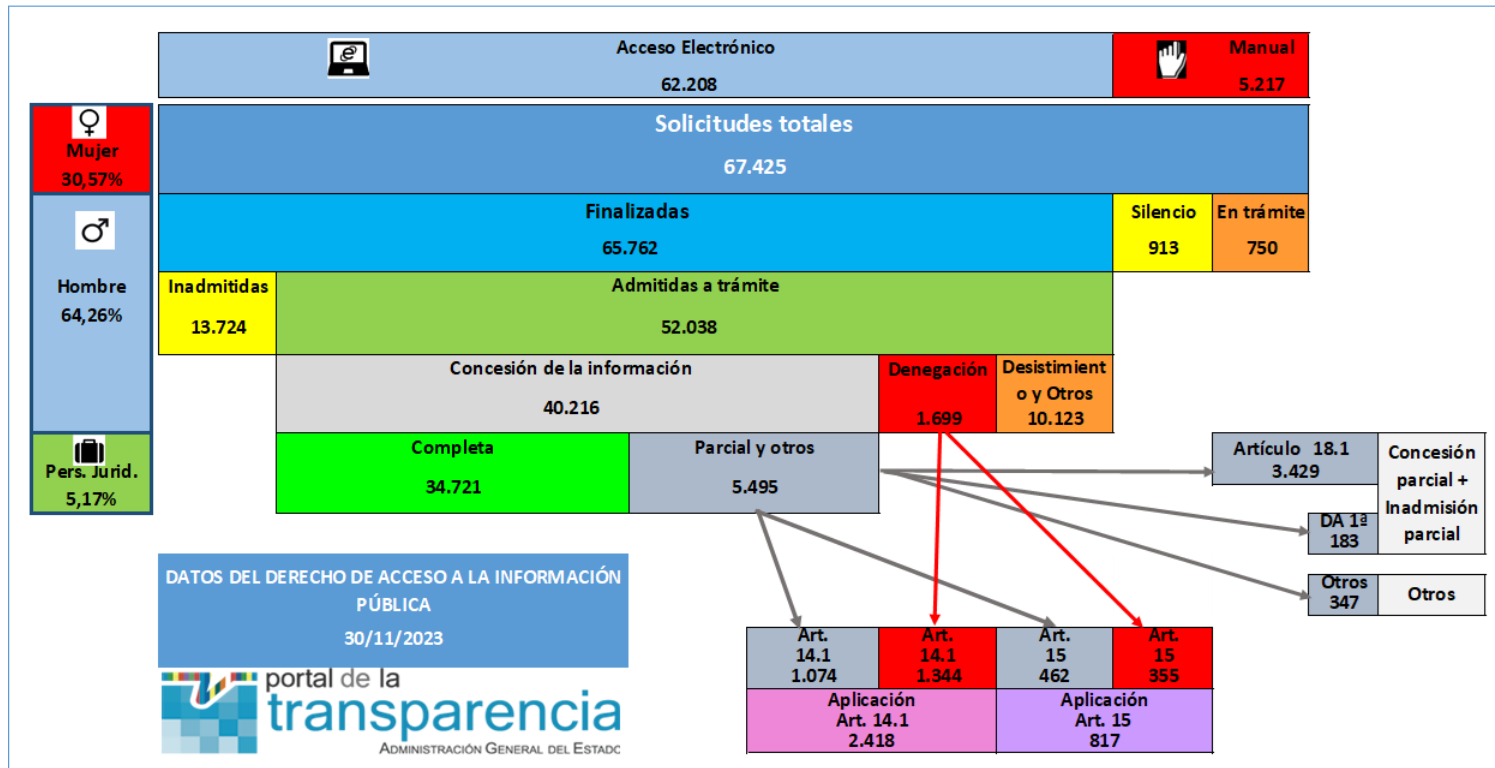 Acceso Electrónico
62.208
Manual
5.217
Mujer
30,57%
Solicitudes totales
67.425
Hombre
64,26%
Finalizadas
65.762
Silencio
913
En trámite
750
Inadmitidas
13.724
Admitidas a trámite
52.038
Concesión de la información
40.216
Denegación
1.699
Desistimient
o y Otros
10.123
Pers. Jurid.
5,17%
Completa
34.721
Parcial y otros
5.495
Artículo 18.1
3.429
Concesión
parcial +
Inadmisión
parcial
DA 1ª
183
Otros
347
Otros
DATOS DEL DERECHO DE ACCESO A LA INFORMACIÓN
PÚBLICA
30/11/2023
Art.
14.1
1.074
Art.
14.1
1.344
Art.
15
462
Art.
15
355
Aplicación
Art. 14.1
2.418
Aplicación
Art. 15
817
portal de la
transparencia
ADMINISTRACIÓN GENERAL DEL ESTADO